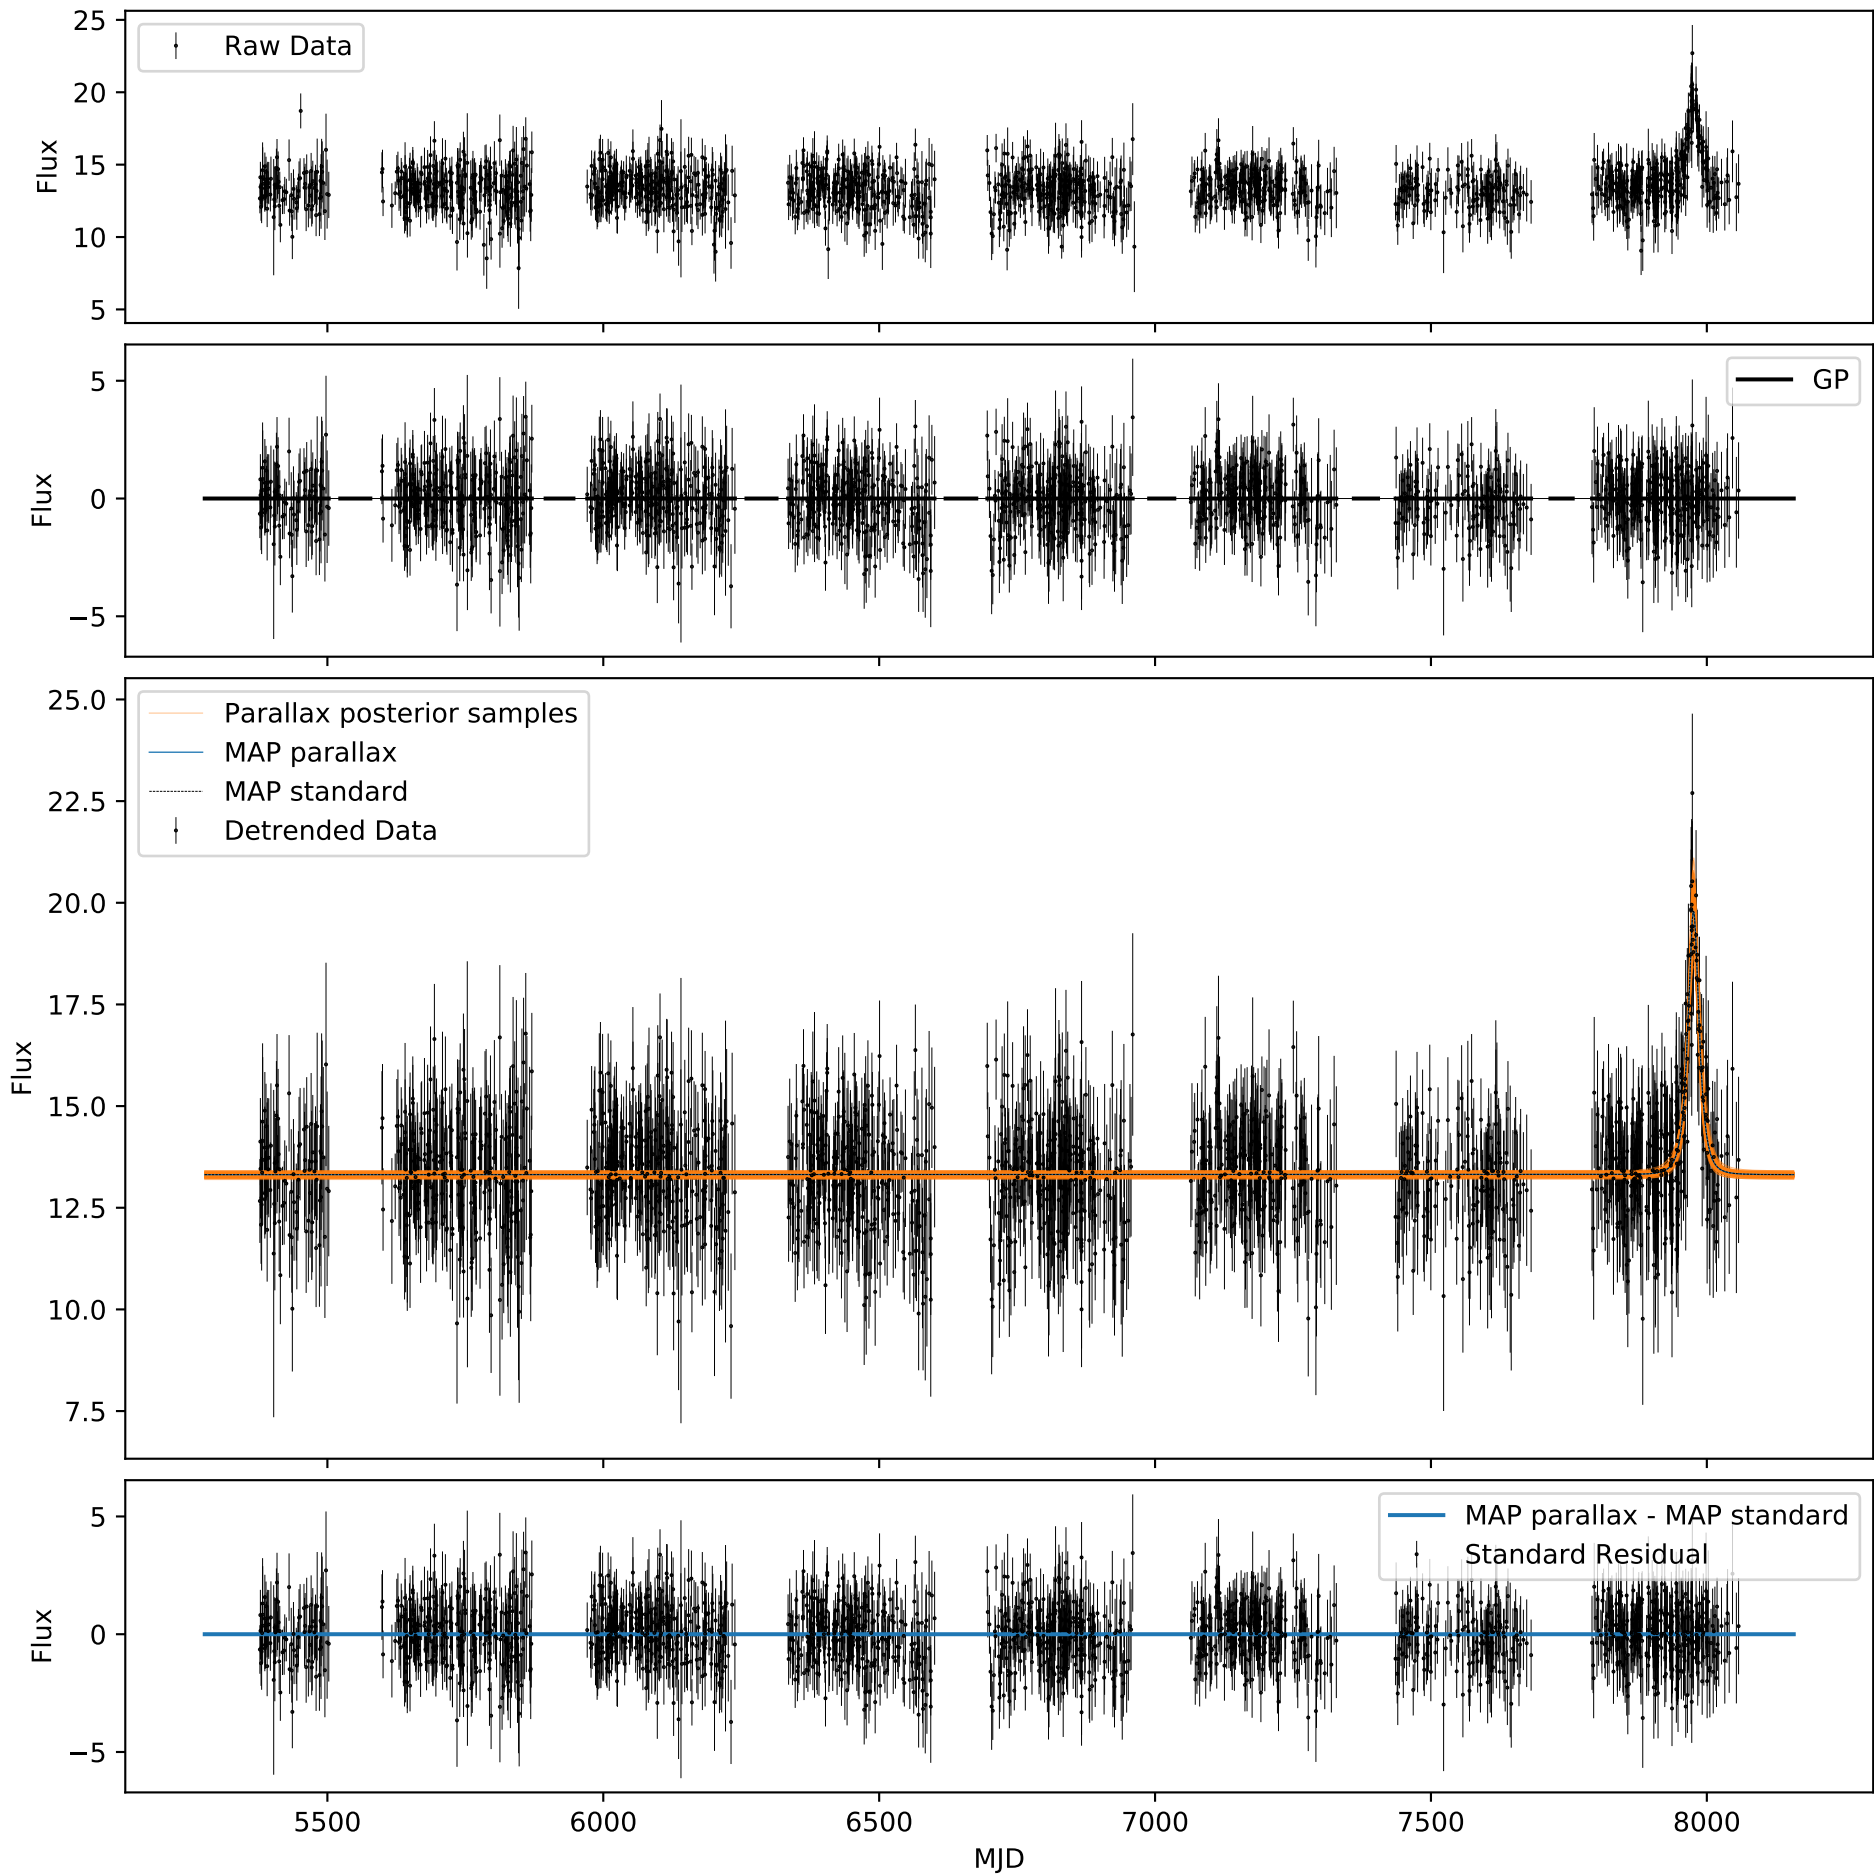 25
20
15
10
5
Flux
Raw Data
5
0
−5
Flux
GP
25.0
22.5
20.0
17.5
15.0
12.5
10.0
7.5
Flux
Parallax posterior samples
MAP parallax
MAP standard
Detrended Data
5
0
−5
Flux
MAP parallax - MAP standard
Standard Residual
5500 6000 6500 7000 7500 8000
MJD